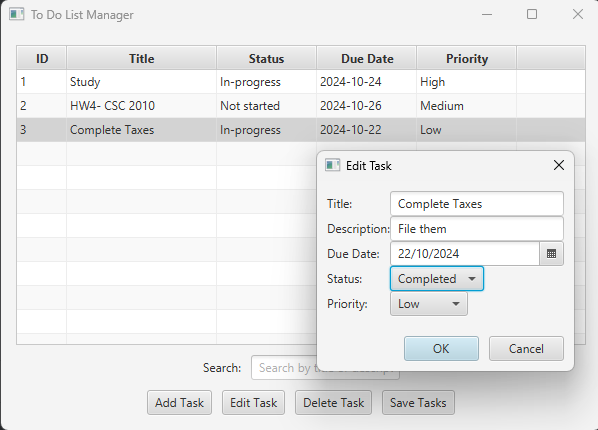 To Do List Manager
ID Title Status Due Date Priority
1 Study In-progress 2024-10-24 High
2 HW4- CSC 2010 Not started 2024-10-26 Medium
3 Complete Taxes In-progress 2024-10-22 Low
Edit Task
Title: Complete Taxes
Description: File them
Due Date: 22/10/2024
Status: Completed
Priority: Low
OK Cancel
Search: Search by
Add Task Edit Task Delete Task Save Tasks